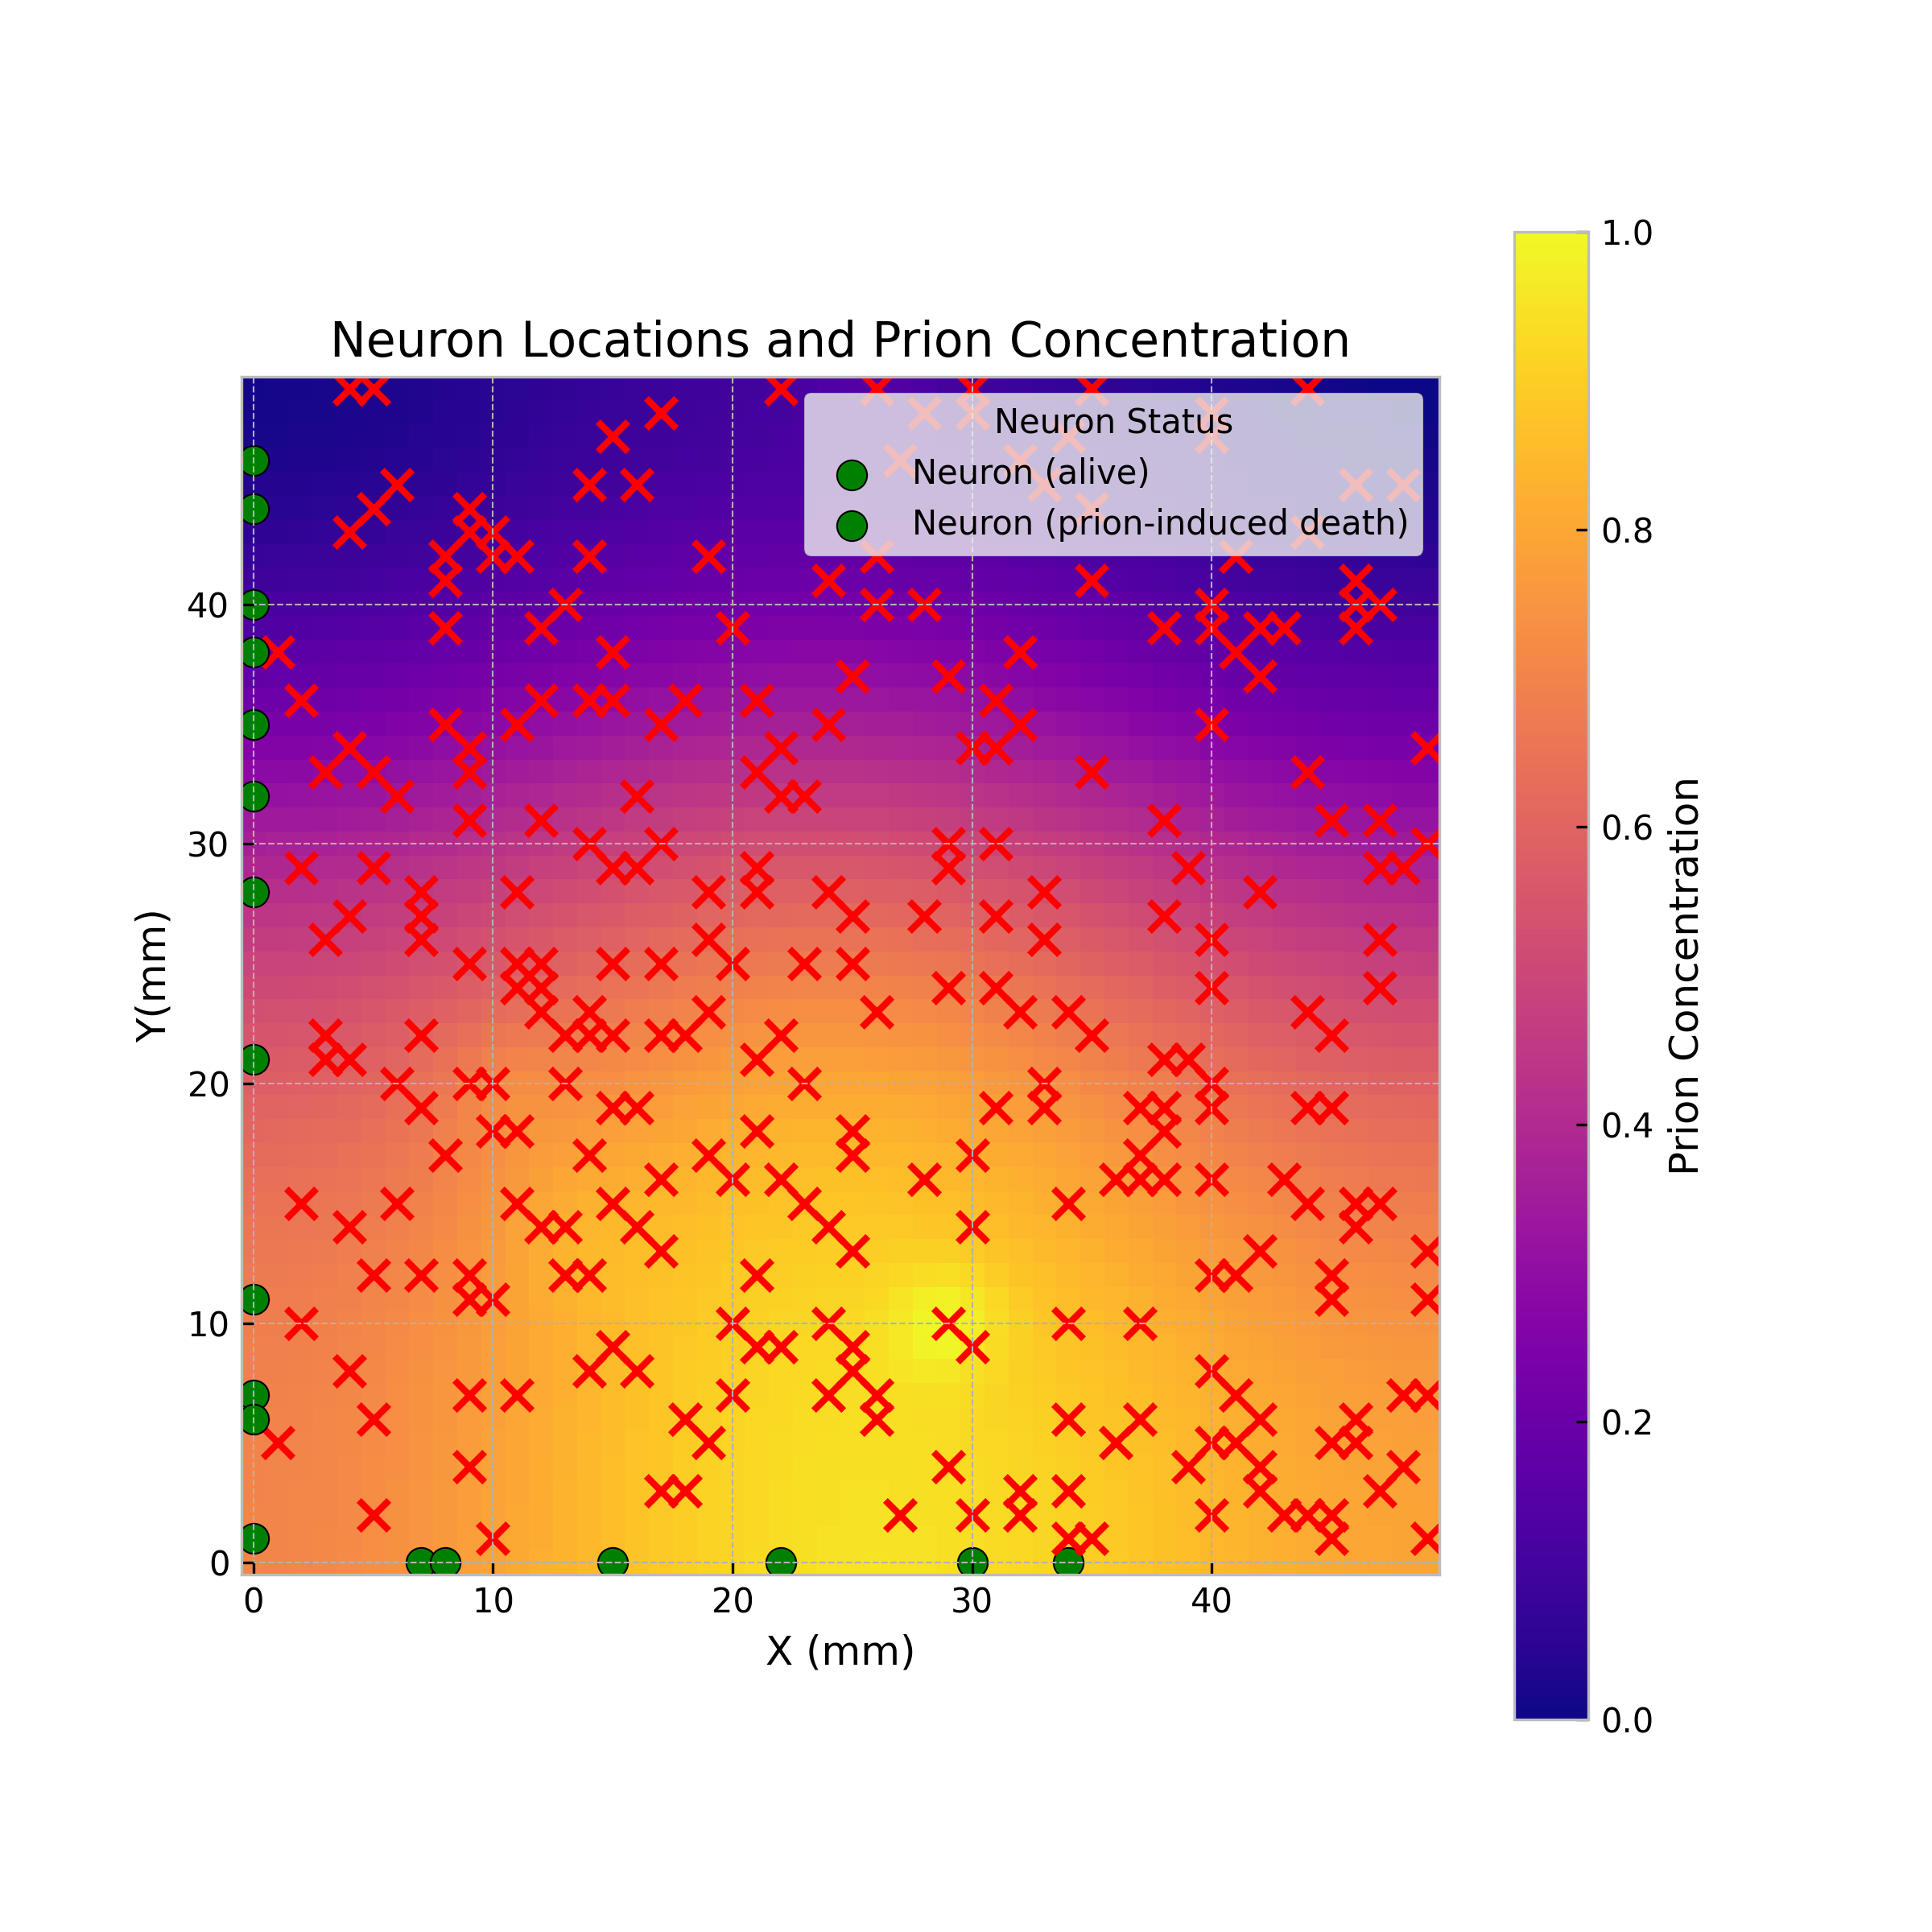 Neuron Locations and Prion Concentration
Neuron Status
Neuron (alive)
Neuron (prion-induced death)
Y(mm)
40
30
20
10
0
0 10 20 30 40
X (mm)
1.0
0.8
0.6
0.4
0.2
0.0
Prion Concentration